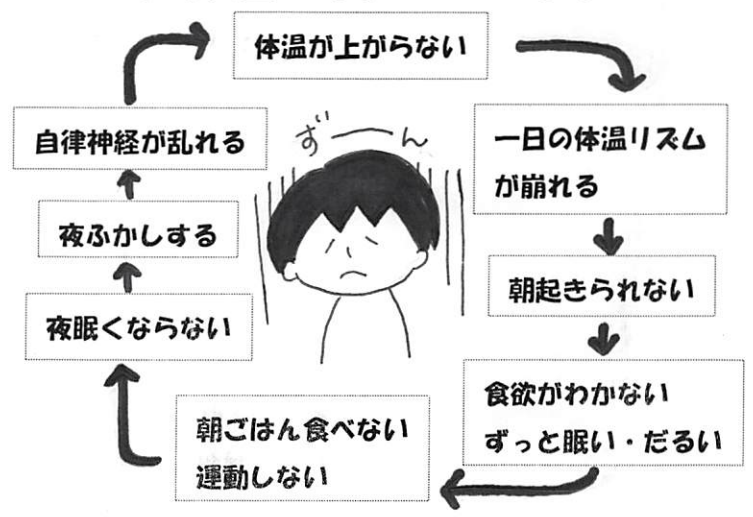 体温が上がらない
一日の体温リズム
が崩れる
朝起きられない
食欲がわかない
ずっと眠い・だるい
朝ごはん食べない
運動しない
夜眠くならない
夜ふかしする
自律神経が乱れる
ず──ん